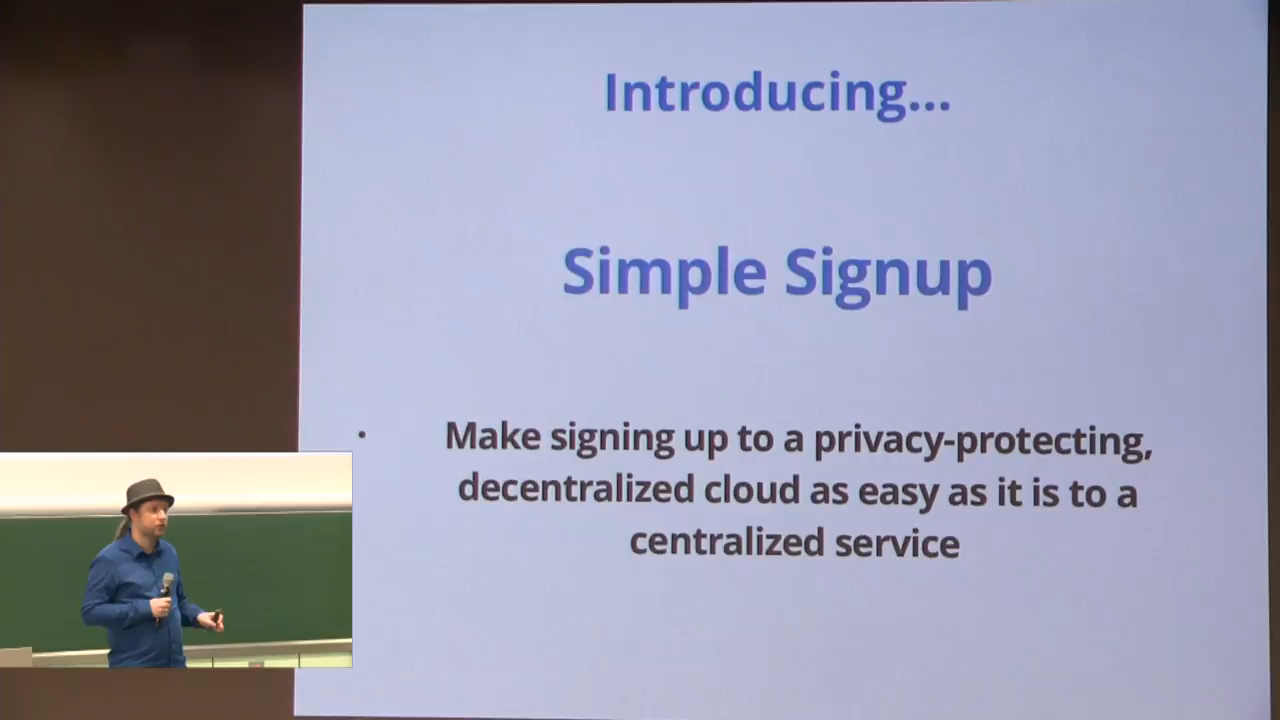 Introducing...
Simple Signup
• Make signing up to a privacy-protecting,
decentralized cloud as easy as it is to a
centralized service